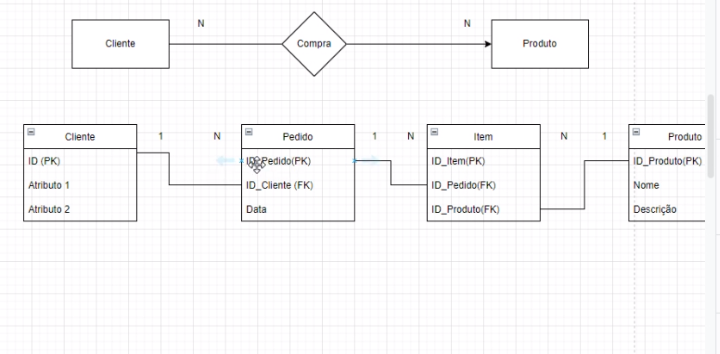 N
N
Cliente
Compra
Produto
Cliente
1
N
Pedido
1
N
Item
N
1
Produto
ID (PK)
ID_Pedido(PK)
ID_Item(PK)
ID_Produto(PK)
Atributo 1
ID_Cliente (FK)
ID_Pedido(FK)
Nome
Atributo 2
Data
ID_Produto(FK)
Descrição